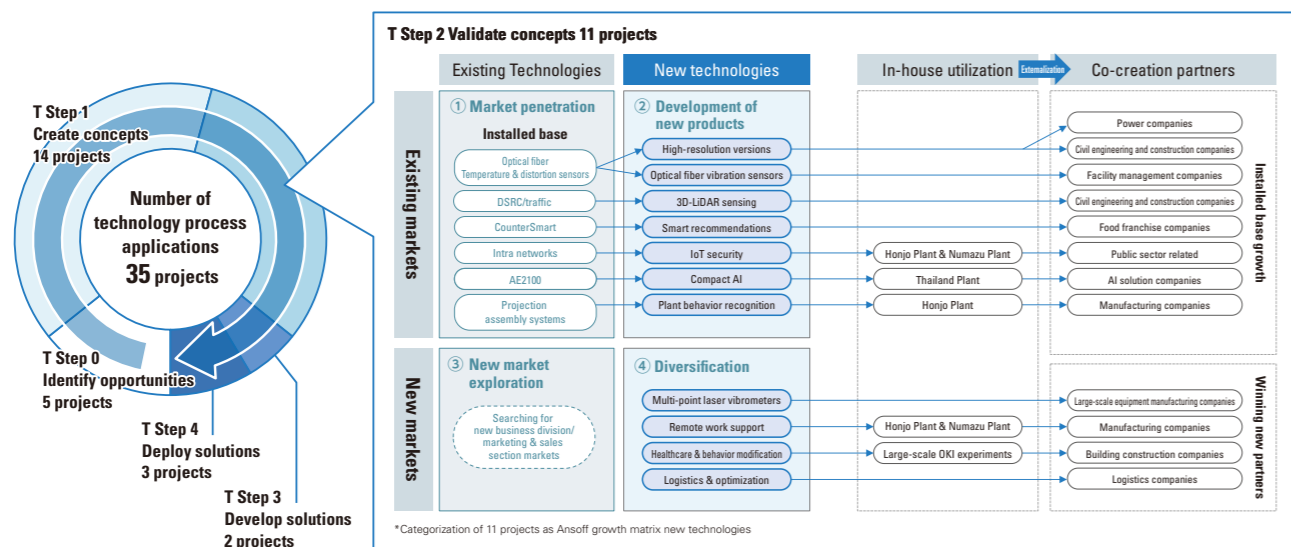 T Step 1
Create concepts
14 projects
Number of
technology process
applications
35 projects
T Step 0
Identify opportunities
5 projects
T Step 4
Deploy solutions
3 projects
T Step 3
Develop solutions
2 projects
T Step 2 Validate concepts 11 projects
Existing Technologies
New technologies
In-house utilization
Externalization
Co-creation partners
Existing markets
① Market penetration
Installed base
Optical fiber
Temperature & distortion sensors
DSRC/traffic
CounterSmart
Intra networks
AE2100
Projection
assembly systems
② Development of
new products
High-resolution versions
Optical fiber vibration sensors
3D-LiDAR sensing
Smart recommendations
IoT security
Compact AI
Plant behavior recognition
Honjo Plant & Numazu Plant
Thailand Plant
Honjo Plant
Power companies
Civil engineering and construction companies
Facility management companies
Civil engineering and construction companies
Food franchise companies
Public sector related
AI solution companies
Manufacturing companies
Installed base growth
New markets
③ New market
exploration
Searching for
new business division/
marketing & sales
section markets
④ Diversification
Multi-point laser vibrometers
Remote work support
Healthcare & behavior modification
Logistics & optimization
Honjo Plant & Numazu Plant
Large-scale OKI experiments
Large-scale equipment manufacturing companies
Manufacturing companies
Building construction companies
Logistics companies
Winning new partners
*Categorization of 11 projects as Ansoff growth matrix new technologies